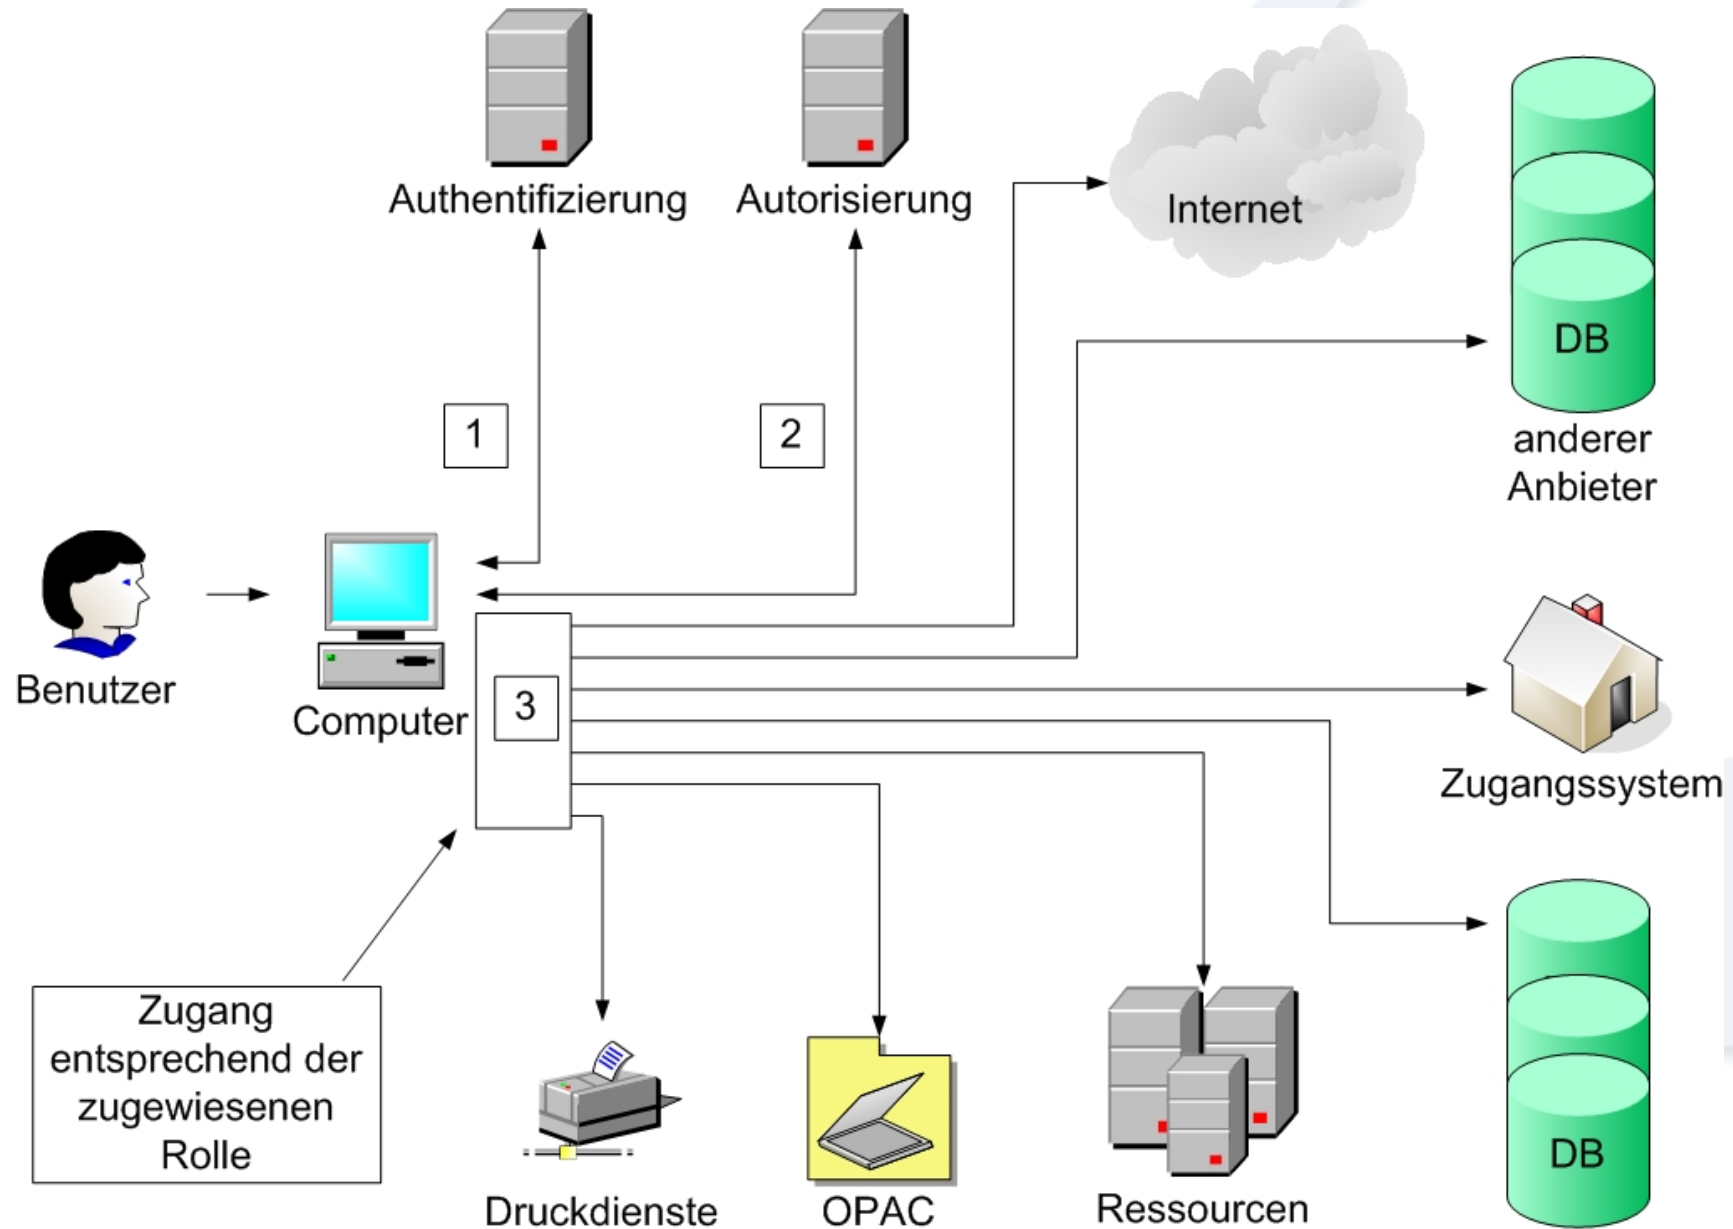 Authentifizierung
Autorisierung
Internet
DB
anderer
Anbieter
1
2
Benutzer
Computer
3
Zugangssystem
Zugang
entsprechend der
zugewiesenen
Rolle
Druckdienste
OPAC
Ressourcen
DB